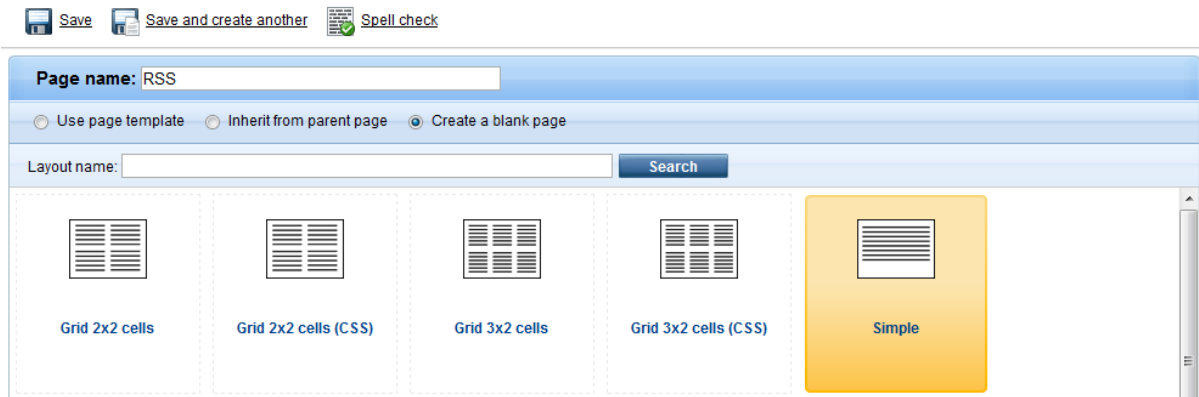 Save Save and create another Spell check
Page name: RSS
Use page template Inherit from parent page Create a blank page
Layout name: Search
Grid 2x2 cells Grid 2x2 cells (CSS) Grid 3x2 cells Grid 3x2 cells (CSS) Simple